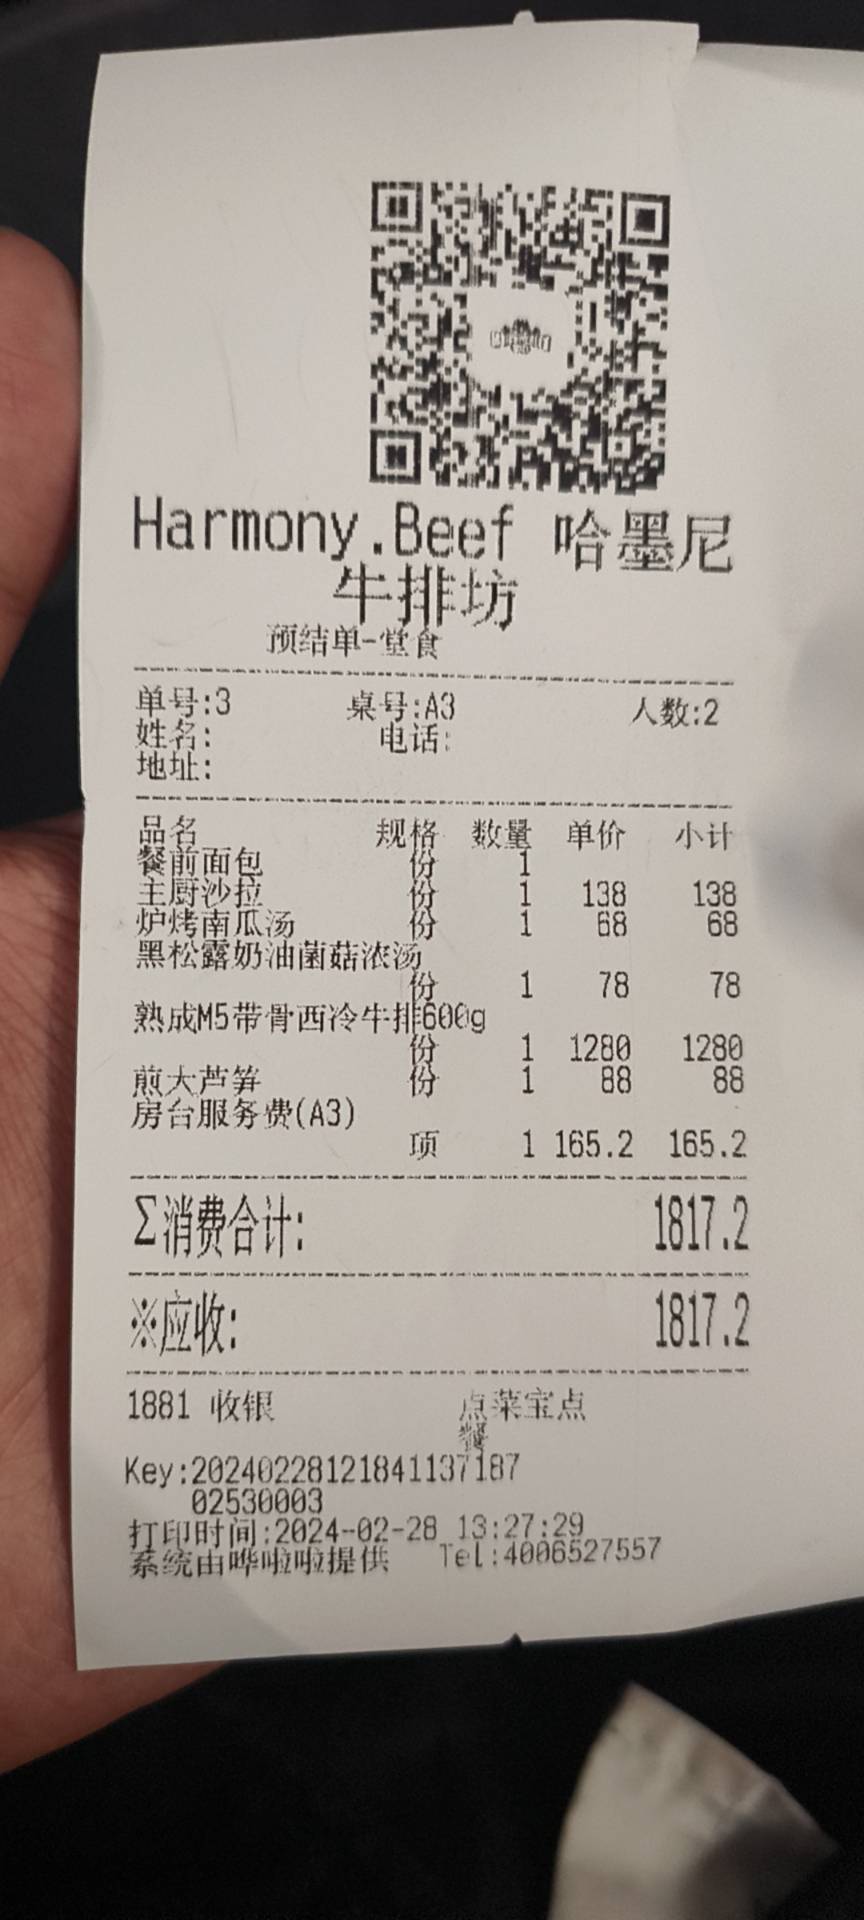 Harmony.Beef 哈墨尼
牛排坊
预结单-堂食
单号:3 桌号:A3 人数:2
姓名: 电话:
地址:
品名 规格 数量 单价 小计
餐前面包 份 1
主厨沙拉 份 1 138 138
炉烤南瓜汤 份 1 68 68
黑松露奶油菌菇浓汤
份 1 78 78
熟成M5带骨西冷牛排600g
份 1 1280 1280
煎大芦笋 份 1 88 88
房台服务费(A3)
项 1 165.2 165.2
Σ消费合计: 1817.2
※应收: 1817.2
1881 收银 点菜宝点
餐
Key:20240228121841137187
02530003
打印时间:2024-02-28 13:27:29
系统由哗啦啦提供 Tel:4006527557